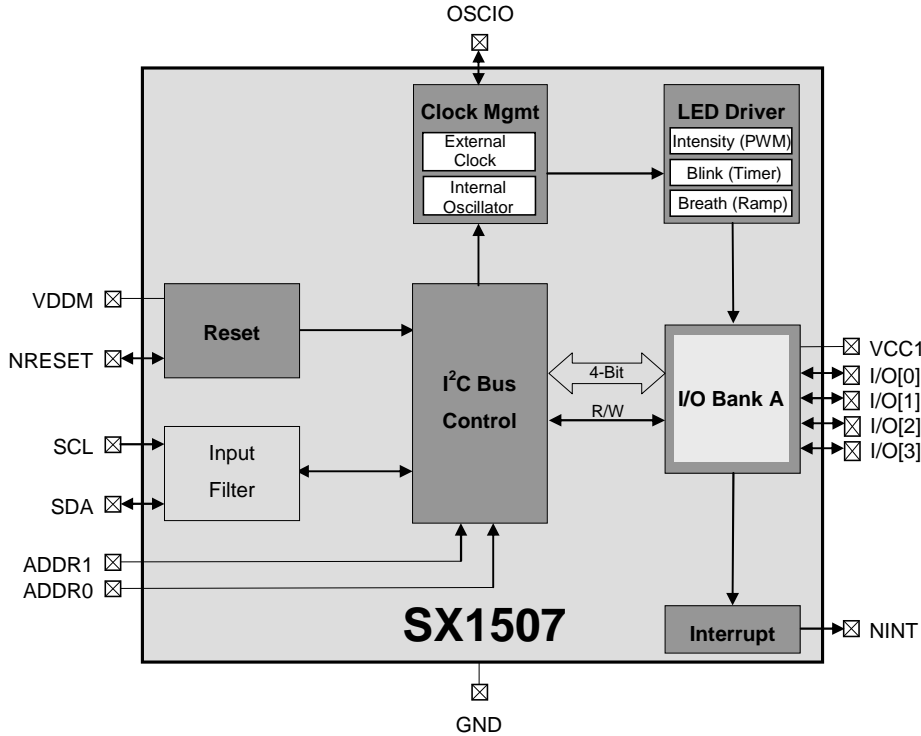 OSCIO
Clock Mgmt
External
Clock
Internal
Oscillator
LED Driver
Intensity (PWM)
Blink (Timer)
Breath (Ramp)
VDDM
NRESET
Reset
SCL
SDA
Input
Filter
ADDR1
ADDR0
I²C Bus
Control
4-Bit
R/W
I/O Bank A
VCC1
I/O[0]
I/O[1]
I/O[2]
I/O[3]
SX1507
Interrupt
NINT
GND